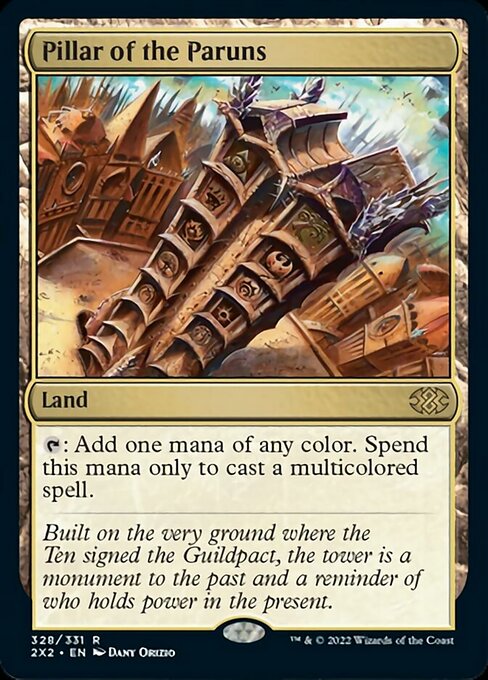 Pillar of the Paruns
Land
: Add one mana of any color. Spend
this mana only to cast a multicolored
spell.
Built on the very ground where the
Ten signed the Guildpact, the tower is a
monument to the past and a reminder of
who holds power in the present.
328/331 R
2X2 • EN Dany Orizio
™ & © 2022 Wizards of the Coast